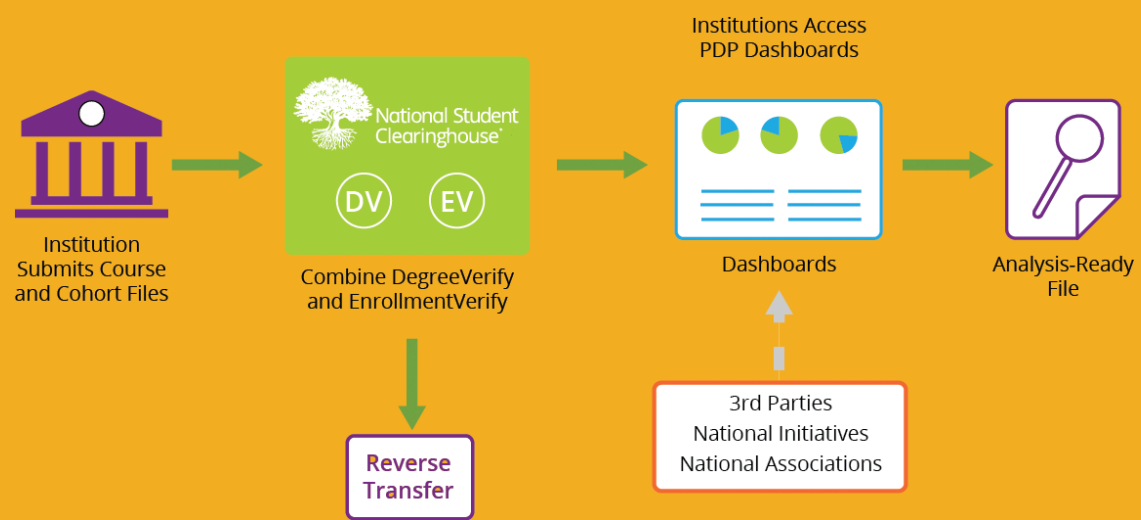 Institutions Access
PDP Dashboards
National Student
Clearinghouse®
DV
EV
Institution
Submits Course
and Cohort Files
Combine DegreeVerify
and EnrollmentVerify
Dashboards
Analysis-Ready
File
3rd Parties
National Initiatives
National Associations
Reverse
Transfer